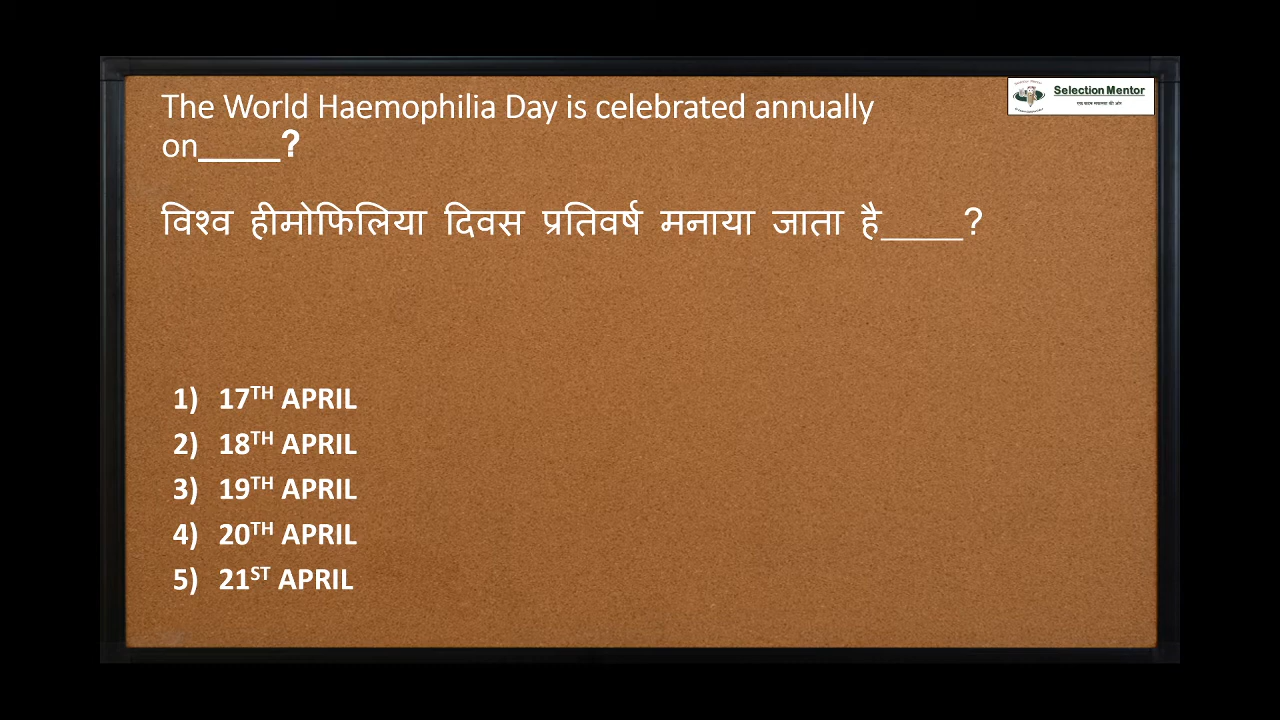 The World Haemophilia Day is celebrated annually
on_____?
Selection Mentor
विश्व हीमोफिलिया दिवस प्रतिवर्ष मनाया जाता है_____?
1) 17TH APRIL
2) 18TH APRIL
3) 19TH APRIL
4) 20TH APRIL
5) 21ST APRIL